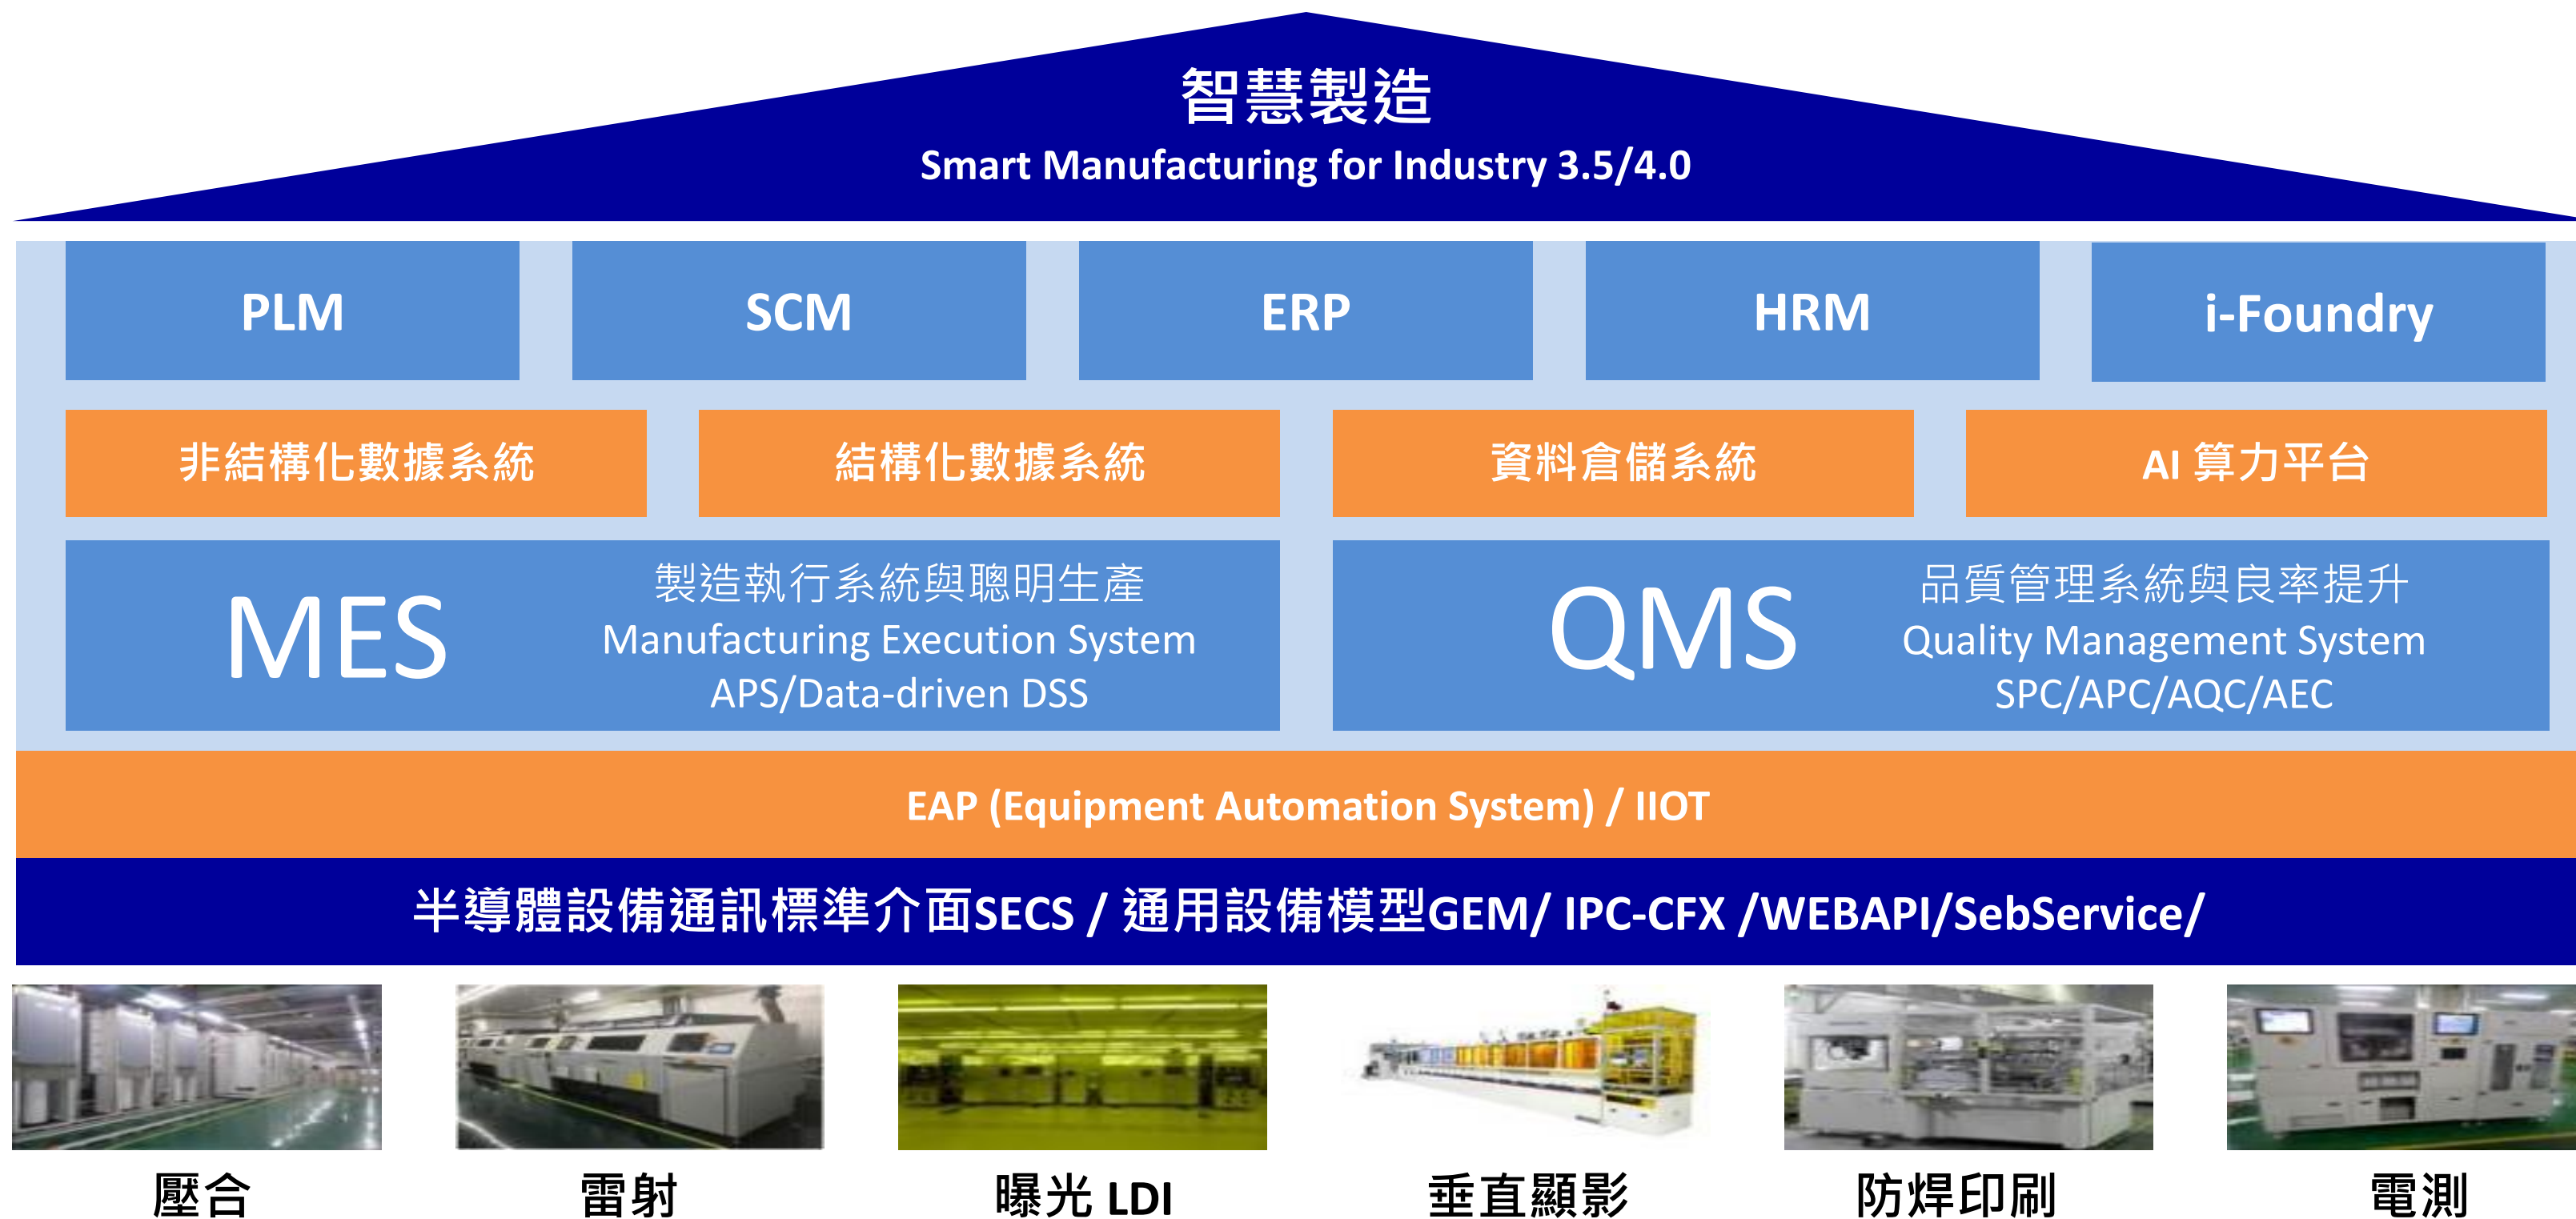 智慧製造
Smart Manufacturing for Industry 3.5/4.0
PLM
SCM
ERP
HRM
i-Foundry
非結構化數據系統
結構化數據系統
資料倉儲系統
AI 算力平台
MES
製造執行系統與聰明生產
Manufacturing Execution System
APS/Data-driven DSS
QMS
品質管理系統與良率提升
Quality Management System
SPC/APC/AQC/AEC
EAP (Equipment Automation System) / IIOT
半導體設備通訊標準介面SECS / 通用設備模型GEM/ IPC-CFX /WEBAPI/SebService/
壓合
雷射
曝光 LDI
垂直顯影
防焊印刷
電測